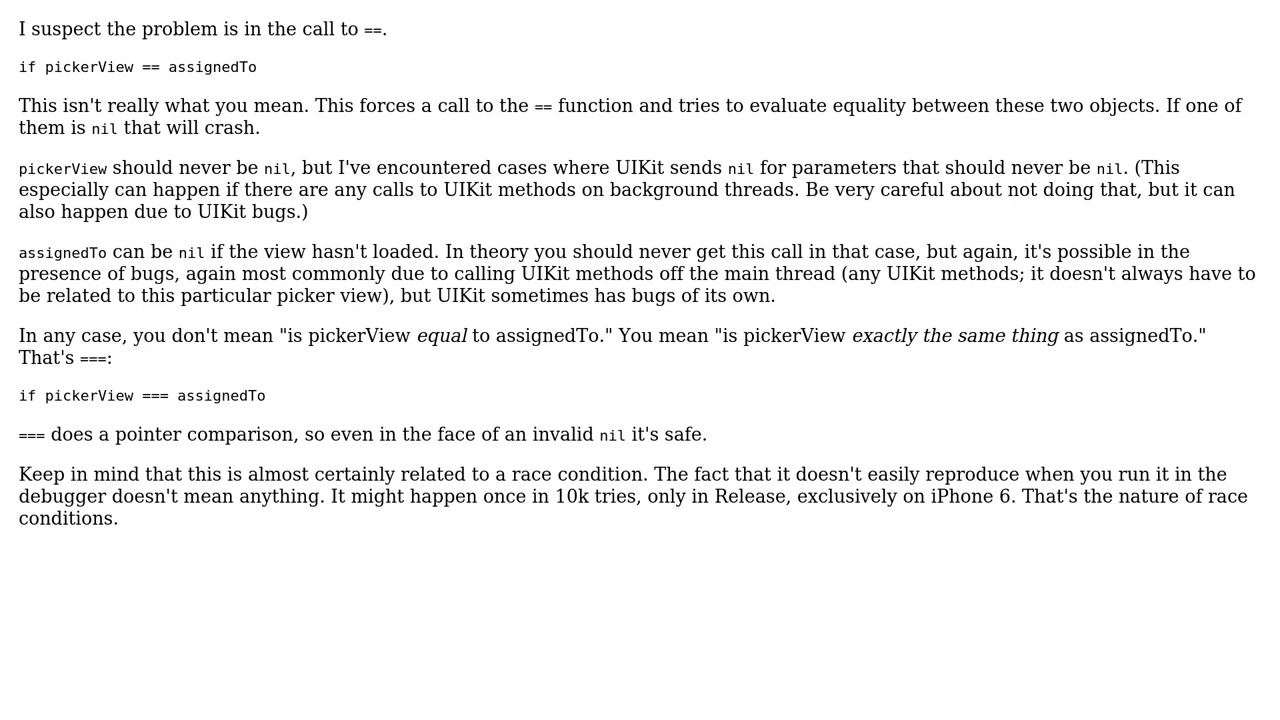 I suspect the problem is in the call to ==.
if pickerView == assignedTo
This isn't really what you mean. This forces a call to the == function and tries to evaluate equality between these two objects. If one of
them is nil that will crash.
pickerView should never be nil, but I've encountered cases where UIKit sends nil for parameters that should never be nil. (This
especially can happen if there are any calls to UIKit methods on background threads. Be very careful about not doing that, but it can
also happen due to UIKit bugs.)
assignedTo can be nil if the view hasn't loaded. In theory you should never get this call in that case, but again, it's possible in the
presence of bugs, again most commonly due to calling UIKit methods off the main thread (any UIKit methods; it doesn't always have to
be related to this particular picker view), but UIKit sometimes has bugs of its own.
In any case, you don't mean "is pickerView equal to assignedTo." You mean "is pickerView exactly the same thing as assignedTo."
That's ===:
if pickerView === assignedTo
=== does a pointer comparison, so even in the face of an invalid nil it's safe.
Keep in mind that this is almost certainly related to a race condition. The fact that it doesn't easily reproduce when you run it in the
debugger doesn't mean anything. It might happen once in 10k tries, only in Release, exclusively on iPhone 6. That's the nature of race
conditions.